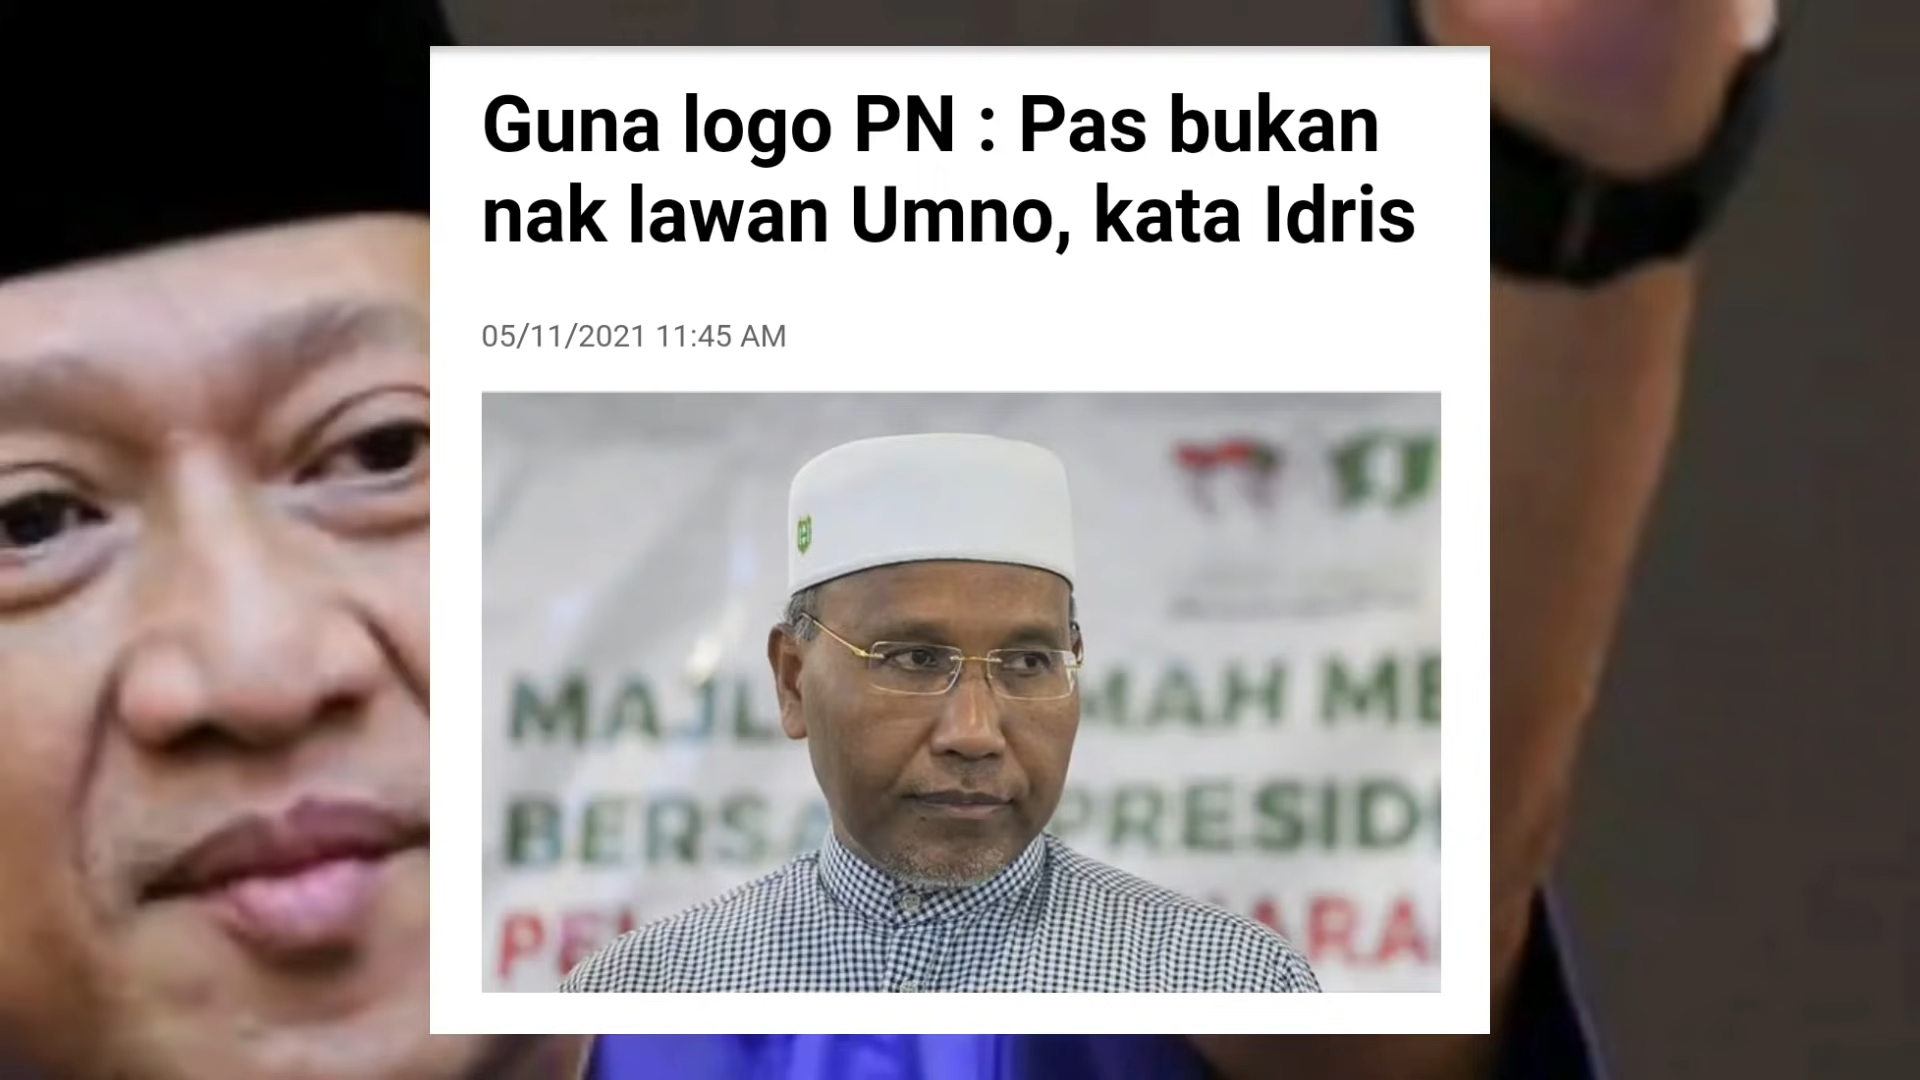 Guna logo PN : Pas bukan
nak lawan Umno, kata Idris
05/11/2021 11:45 AM